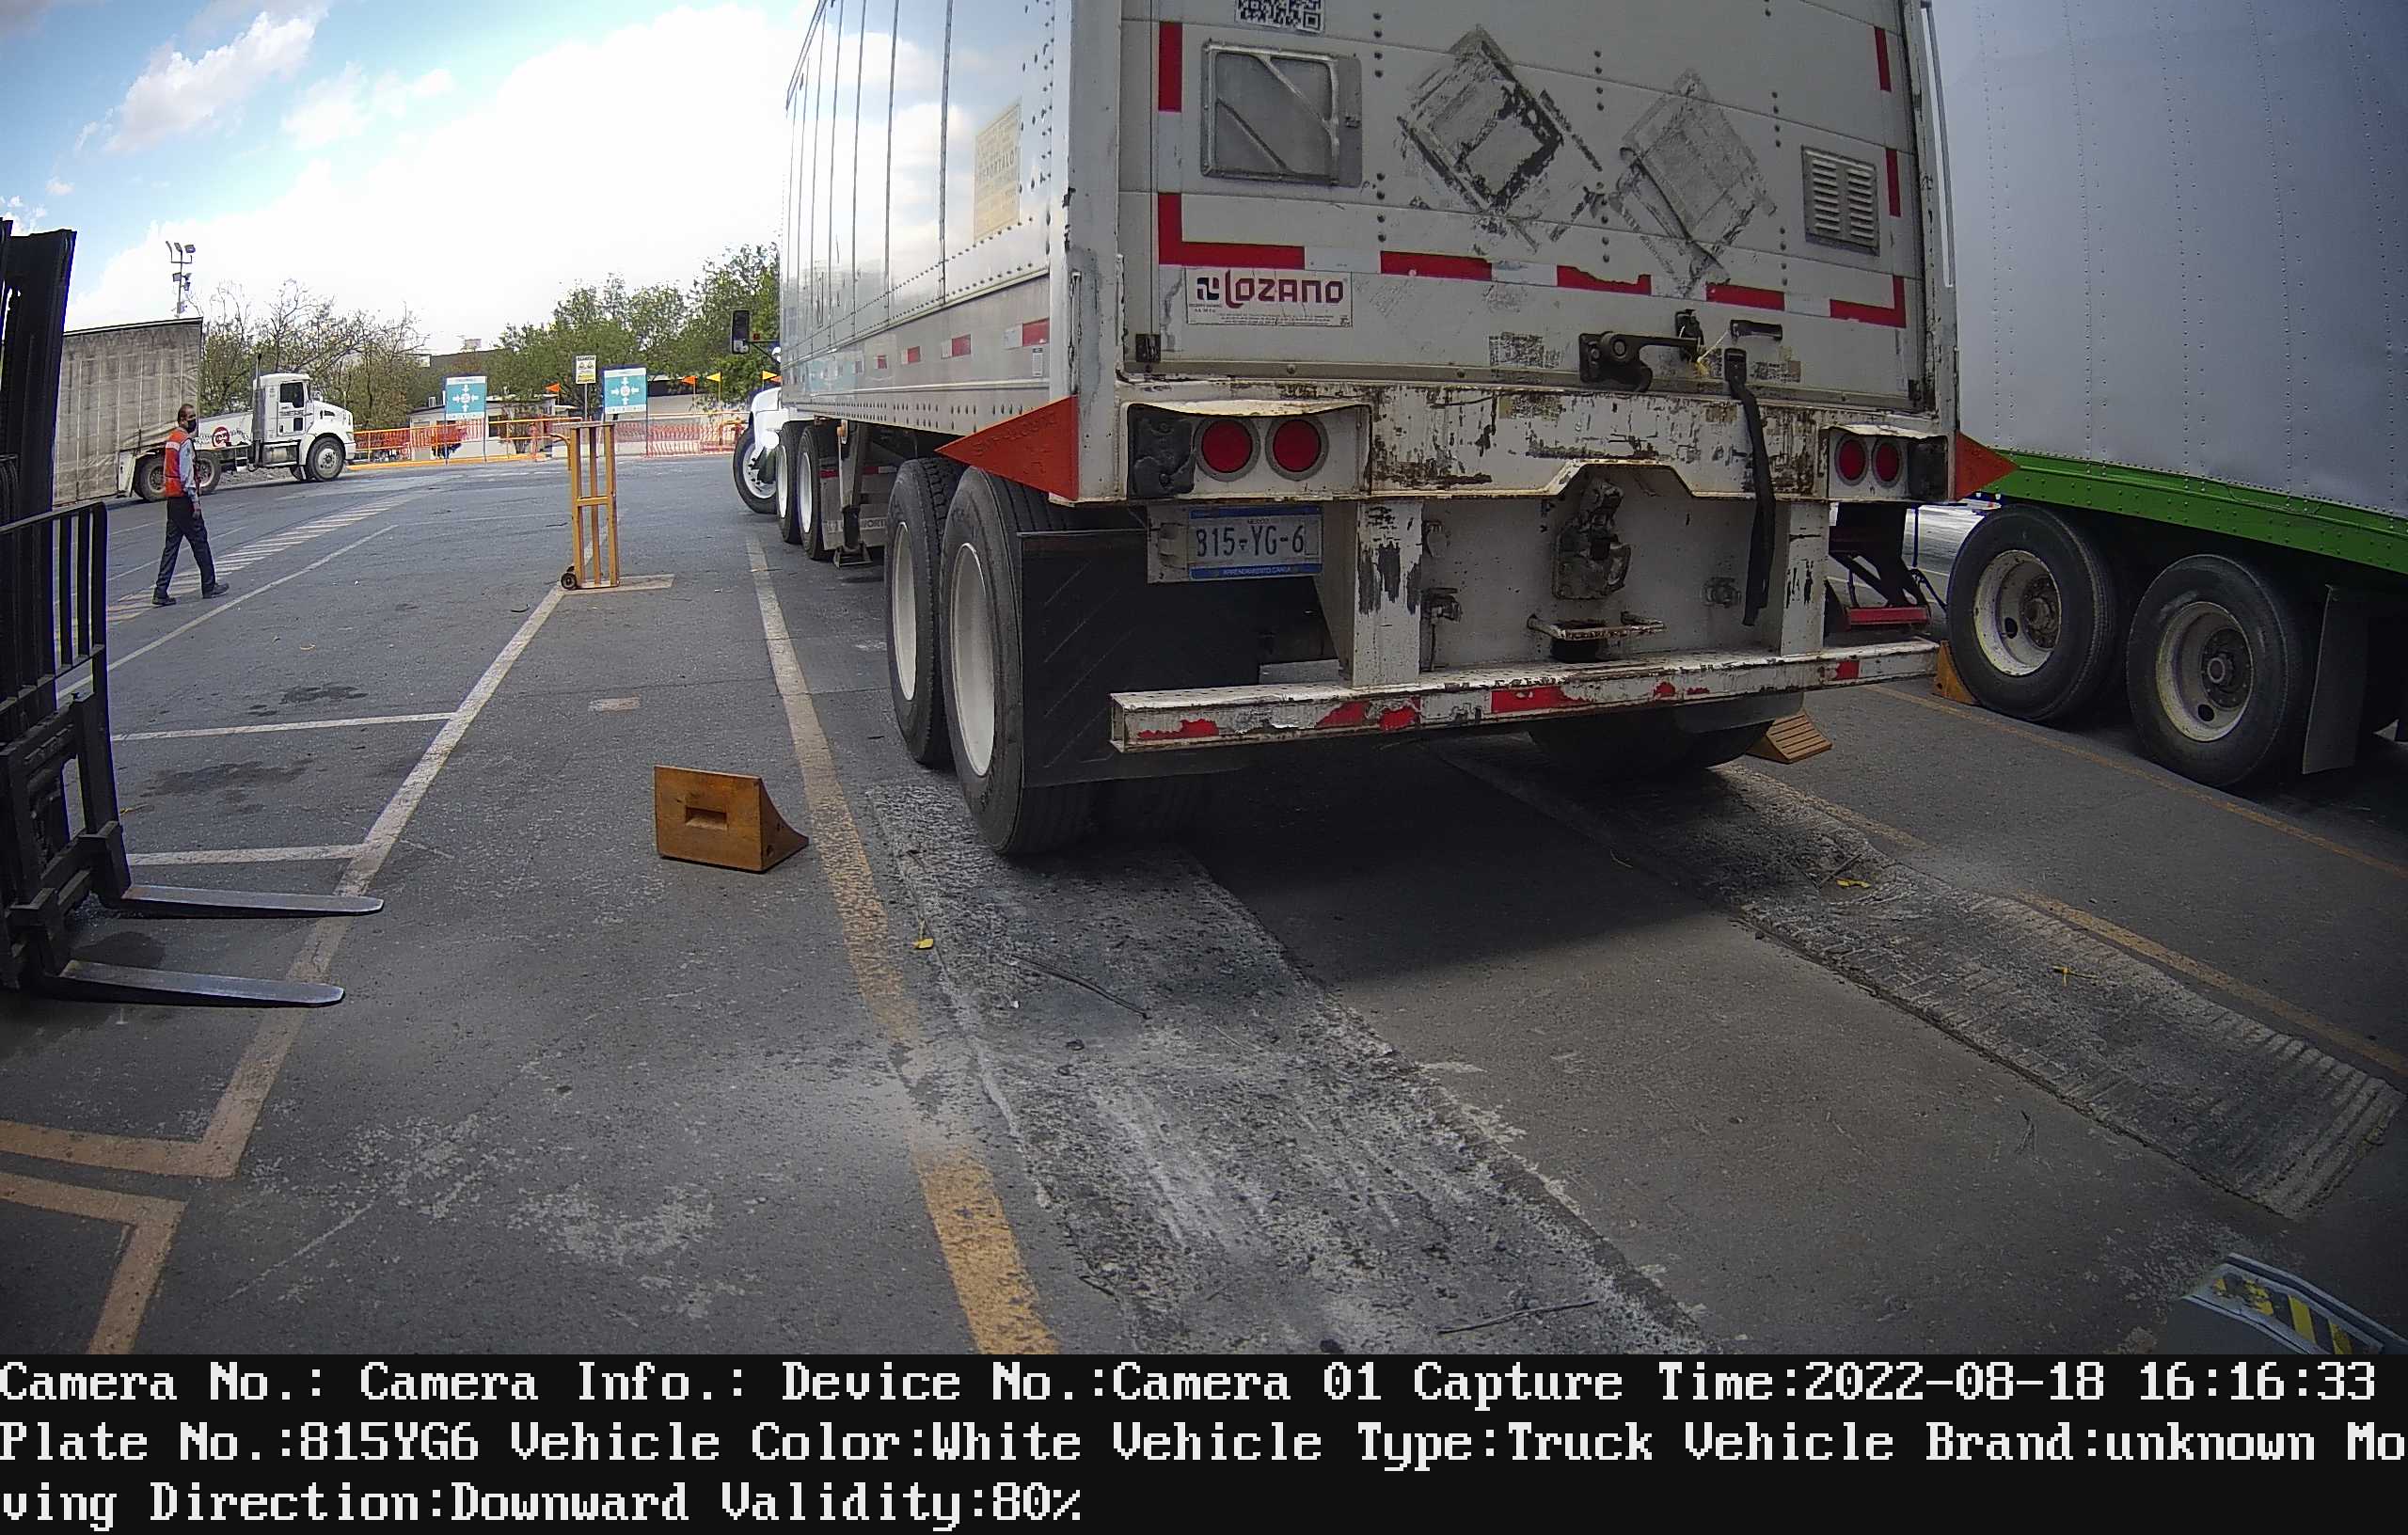 LOZANO
815-YG-6
Camera No.: Camera Info.: Device No.:Camera 01 Capture Time:2022-08-18 16:16:33
Plate No.:815YG6 Vehicle Color:White Vehicle Type:Truck Vehicle Brand:unknown Mo
ving Direction:Downward Validity:80%